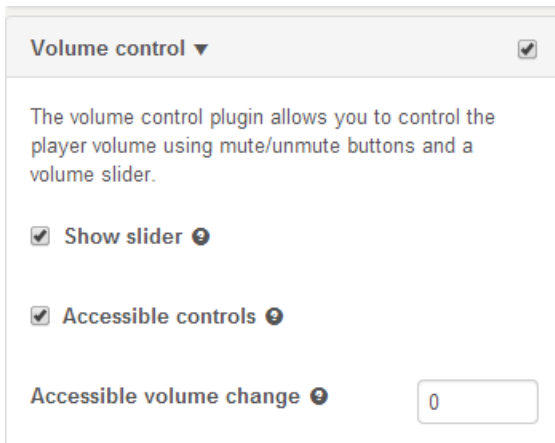 Volume control
The volume control plugin allows you to control the
player volume using mute/unmute buttons and a
volume slider.
Show slider
Accessible controls
Accessible volume change
0